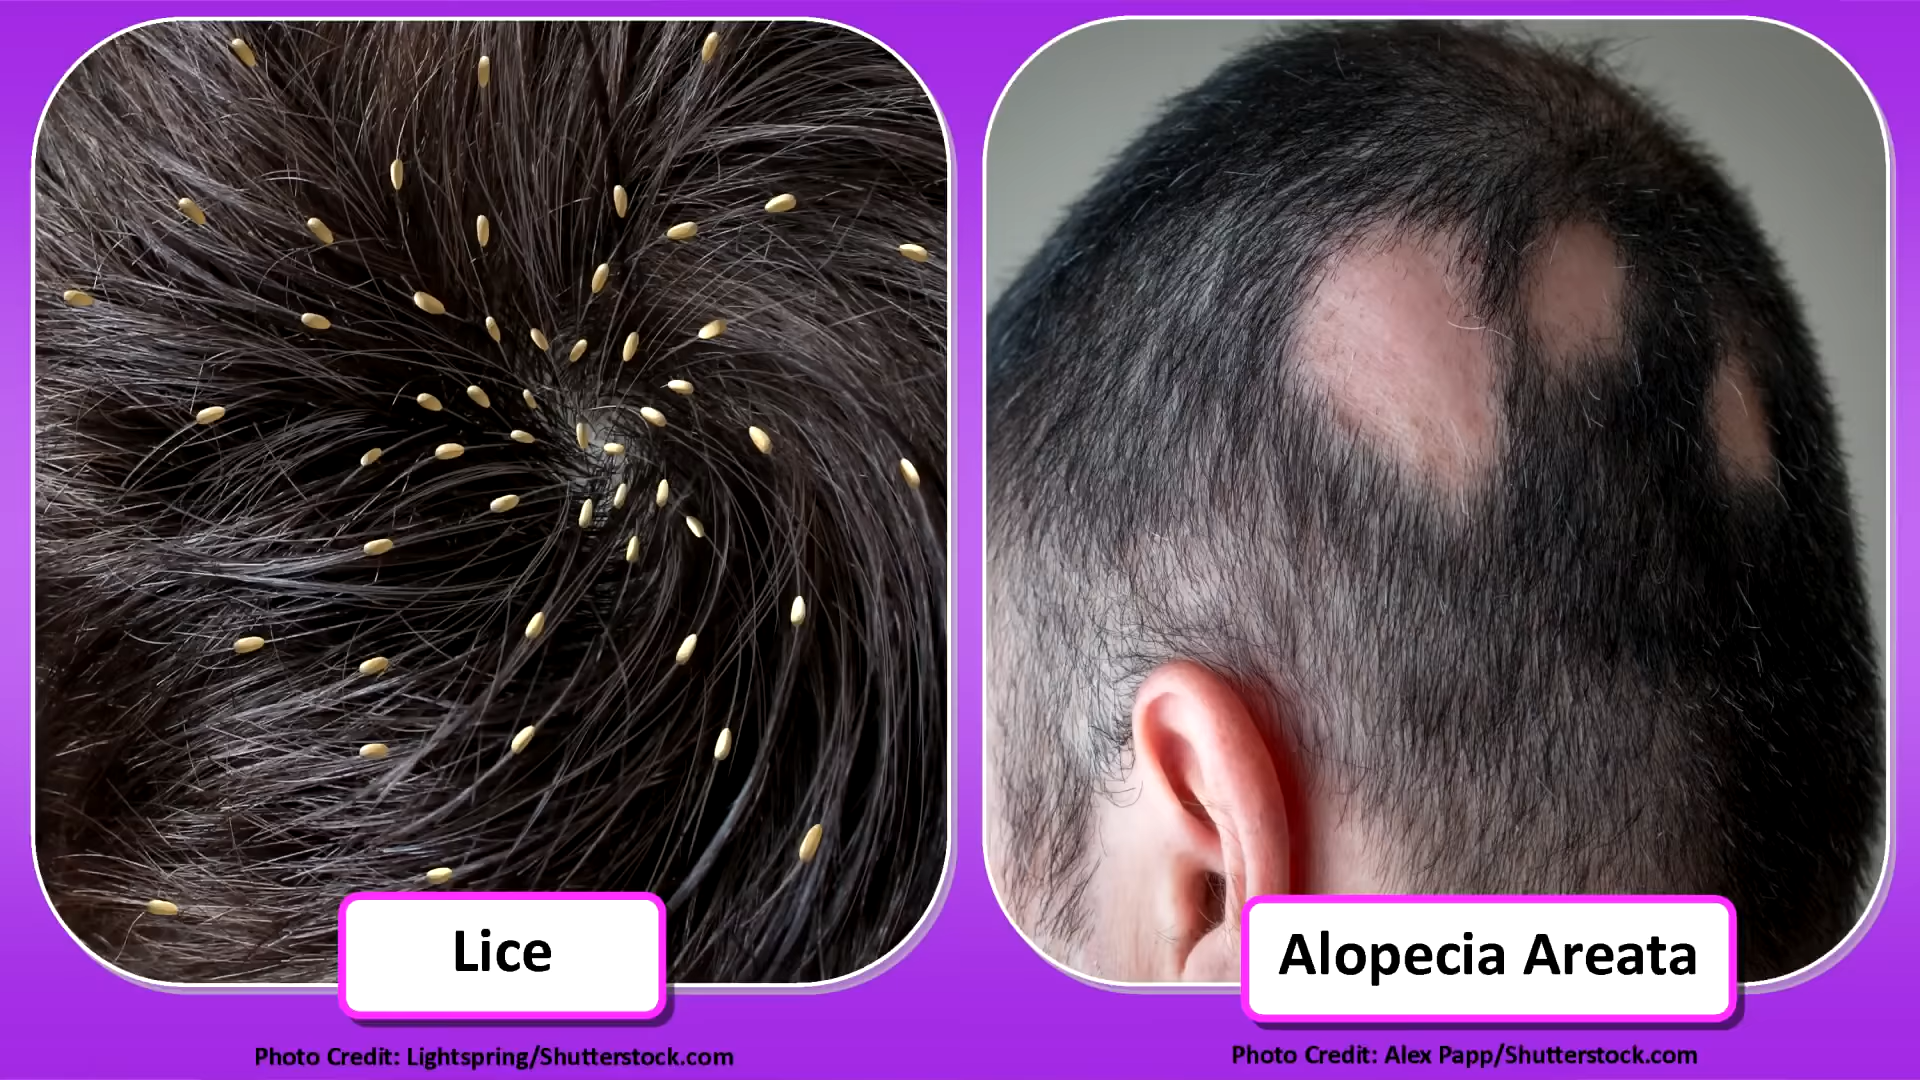 Lice
Alopecia Areata
Photo Credit: Lightspring/Shutterstock.com
Photo Credit: Alex Papp/Shutterstock.com